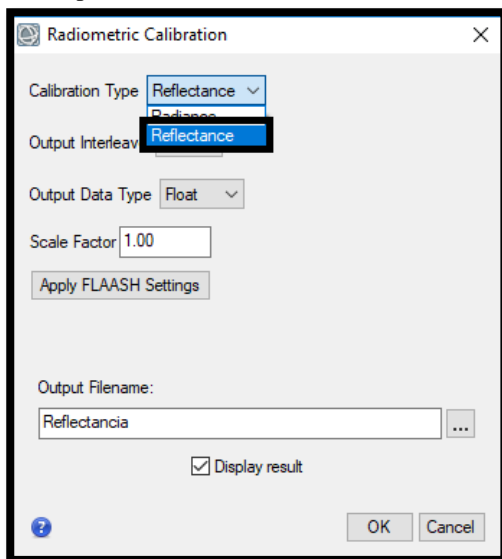 Radiometric Calibration
Calibration Type Reflectance
Radiance
Output Interleav Reflectance
Output Data Type Float
Scale Factor 1.00
Apply FLAASH Settings
Output Filename:
Reflectancia ...
Display result
? OK Cancel